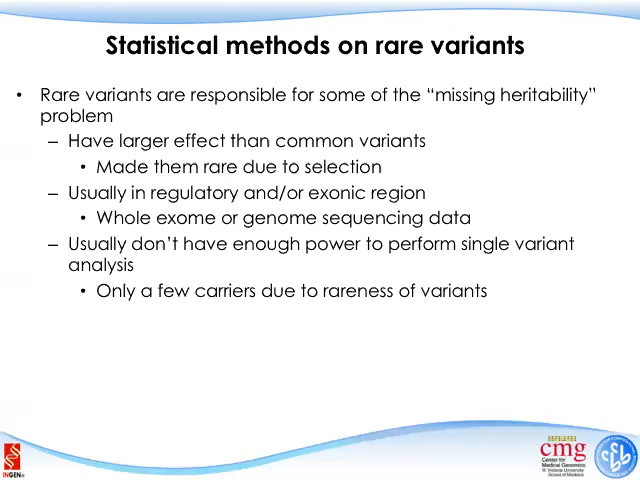 Statistical methods on rare variants
• Rare variants are responsible for some of the “missing heritability”
problem
– Have larger effect than common variants
• Made them rare due to selection
– Usually in regulatory and/or exonic region
• Whole exome or genome sequencing data
– Usually don’t have enough power to perform single variant
analysis
• Only a few carriers due to rareness of variants
INGEN
cmg
Center for
Medical Genomics